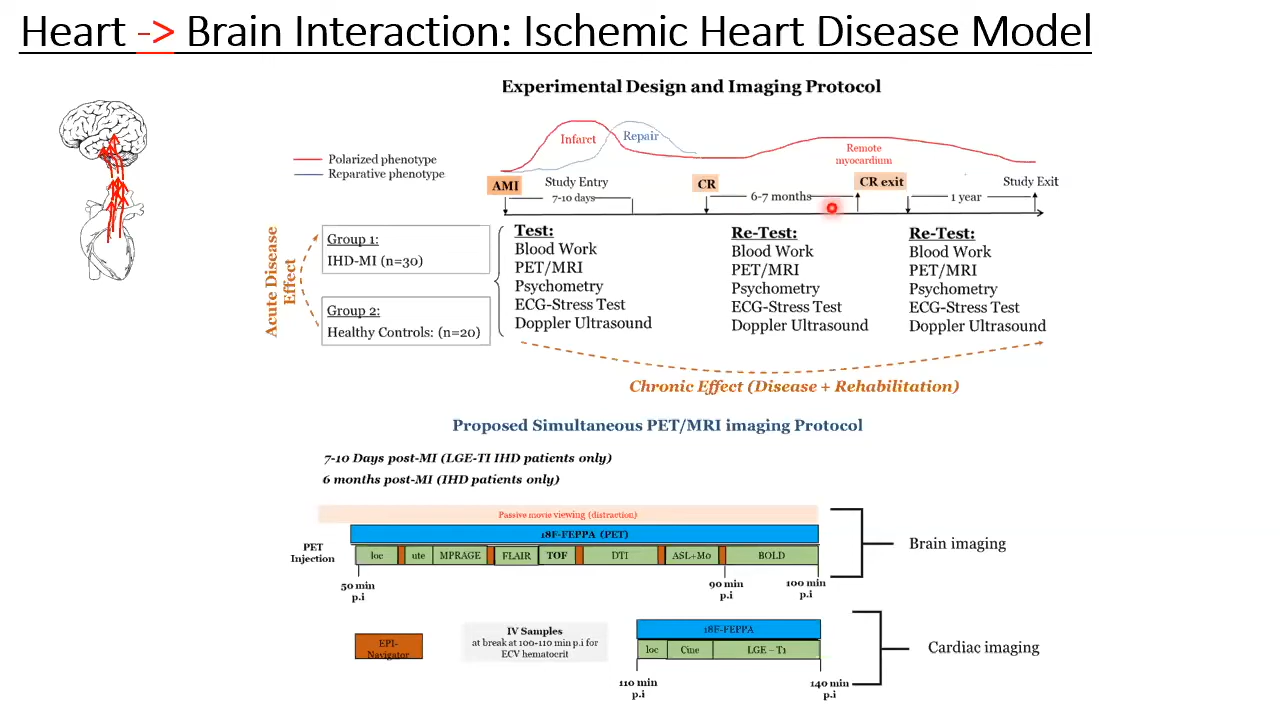 Heart -> Brain Interaction: Ischemic Heart Disease Model
Experimental Design and Imaging Protocol
Polarized phenotype
Reparative phenotype
Infarct
Repair
Remote
myocardium
AMI
Study Entry
7-10 days
CR
6-7 months
CR exit
1 year
Study Exit
Acute Disease
Effect
Group 1:
IHD-MI (n=30)
Group 2:
Healthy Controls: (n=20)
Test:
Blood Work
PET/MRI
Psychometry
ECG-Stress Test
Doppler Ultrasound
Re-Test:
Blood Work
PET/MRI
Psychometry
ECG-Stress Test
Doppler Ultrasound
Re-Test:
Blood Work
PET/MRI
Psychometry
ECG-Stress Test
Doppler Ultrasound
Chronic Effect (Disease + Rehabilitation)
Proposed Simultaneous PET/MRI imaging Protocol
7-10 Days post-MI (LGE-TI IHD patients only)
6 months post-MI (IHD patients only)
Passive movie viewing (distraction)
18F-FEPPA (PET)
PET
Injection
loc
ute
MPRAGE
FLAIR
TOF
DTI
ASL+M0
BOLD
Brain imaging
50 min
p.i
90 min
p.i
100 min
p.i
EPI-
Navigator
IV Samples
at break at 100-110 min p.i for
ECV hematocrit
18F-FEPPA
loc
Cine
LGE – T1
Cardiac imaging
110 min
p.i
140 min
p.i